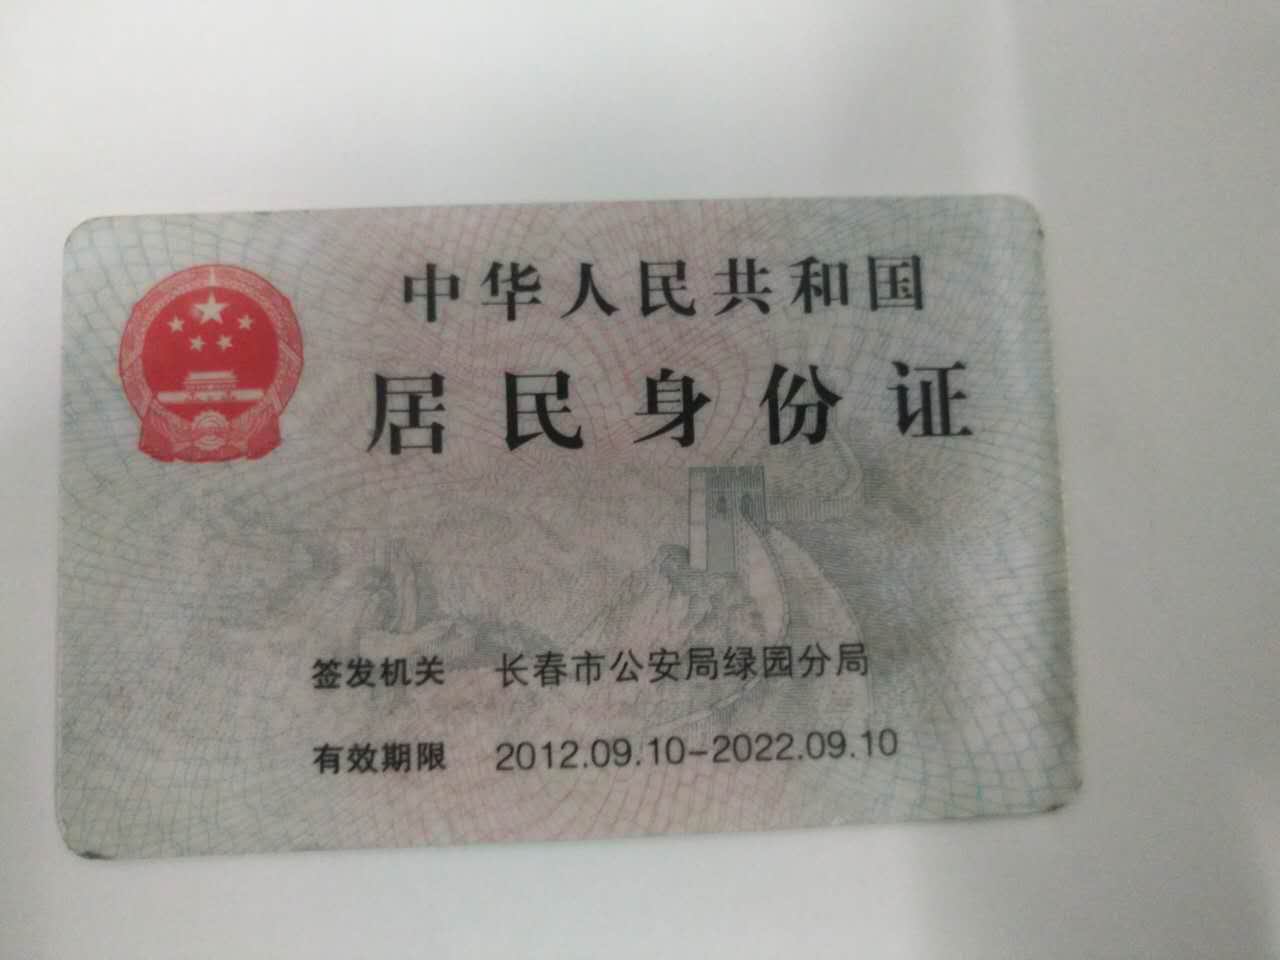 中华人民共和国
居民身份证
签发机关 长春市公安局绿园分局
有效期限 2012.09.10-2022.09.10